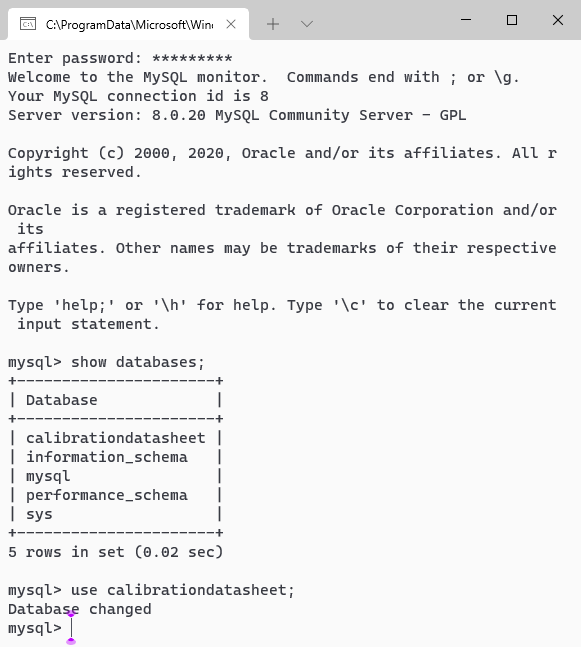 C:\ProgramData\Microsoft\Win
Enter password: *********
Welcome to the MySQL monitor.  Commands end with ; or \g.
Your MySQL connection id is 8
Server version: 8.0.20 MySQL Community Server - GPL
Copyright (c) 2000, 2020, Oracle and/or its affiliates. All r
ights reserved.
Oracle is a registered trademark of Oracle Corporation and/or
 its
affiliates. Other names may be trademarks of their respective
owners.
Type 'help;' or '\h' for help. Type '\c' to clear the current
 input statement.
mysql> show databases;
+----------------------+
| Database             |
+----------------------+
| calibrationdatasheet |
| information_schema   |
| mysql                |
| performance_schema   |
| sys                  |
+----------------------+
5 rows in set (0.02 sec)
mysql> use calibrationdatasheet;
Database changed
mysql>